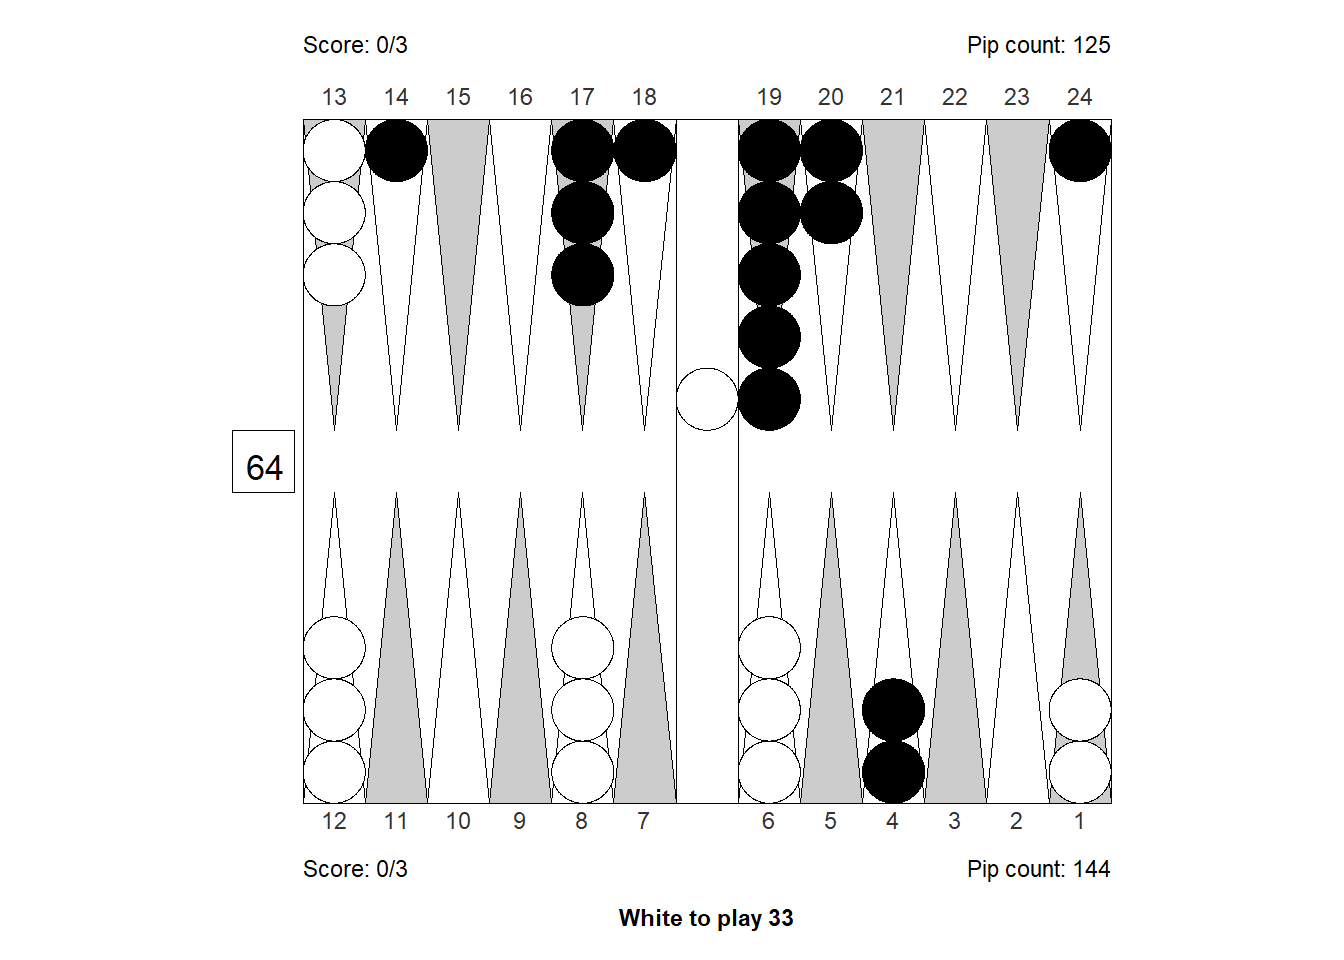 Score: 0/3 Pip count: 125
13 14 15 16 17 18 19 20 21 22 23 24
64
12 11 10 9 8 7 6 5 4 3 2 1
Score: 0/3 Pip count: 144
White to play 33